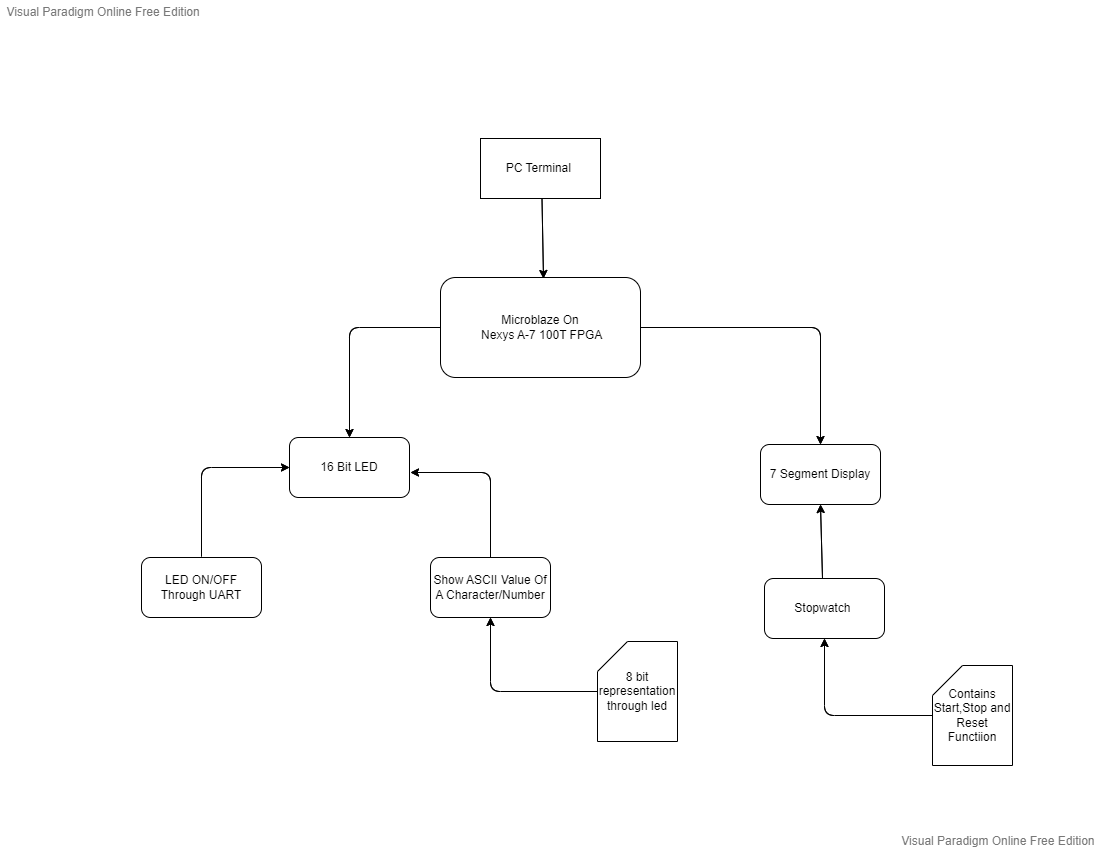 Visual Paradigm Online Free Edition
PC Terminal
Microblaze On
Nexys A-7 100T FPGA
16 Bit LED
7 Segment Display
LED ON/OFF
Through UART
Show ASCII Value Of
A Character/Number
Stopwatch
8 bit
representation
through led
Contains
Start,Stop and
Reset
Functiion
Visual Paradigm Online Free Edition